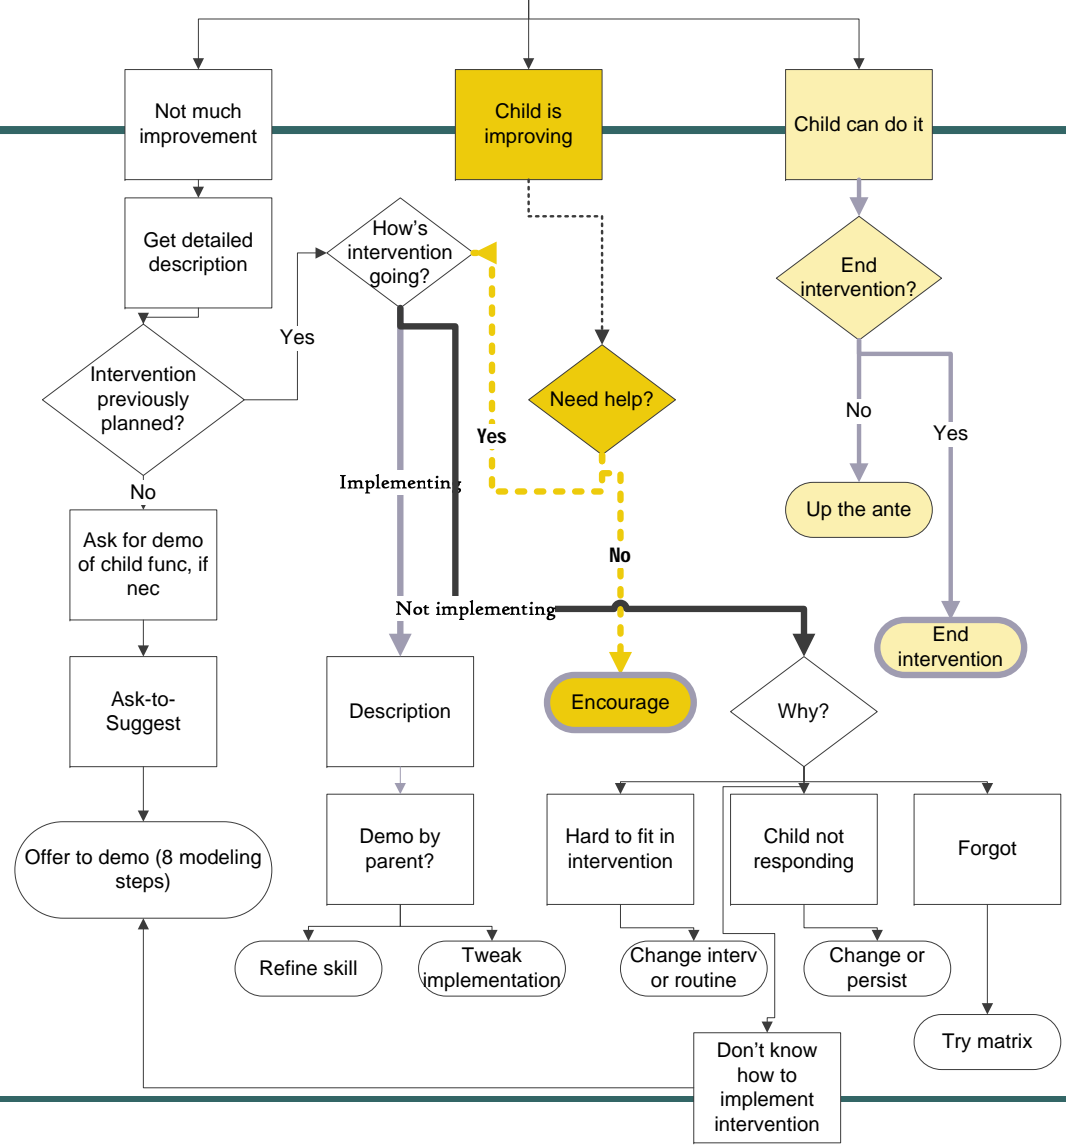 Not much
improvement
Child is
improving
Child can do it
Get detailed
description
How's
intervention
going?
End
intervention?
Yes
Intervention
previously
planned?
Need help?
No
Yes
Yes
Implementing
No
Up the ante
Ask for demo
of child func, if
nec
No
Not implementing
End
intervention
Ask-to-
Suggest
Description
Encourage
Why?
Offer to demo (8 modeling
steps)
Demo by
parent?
Hard to fit in
intervention
Child not
responding
Forgot
Refine skill
Tweak
implementation
Change interv
or routine
Change or
persist
Try matrix
Don't know
how to
implement
intervention